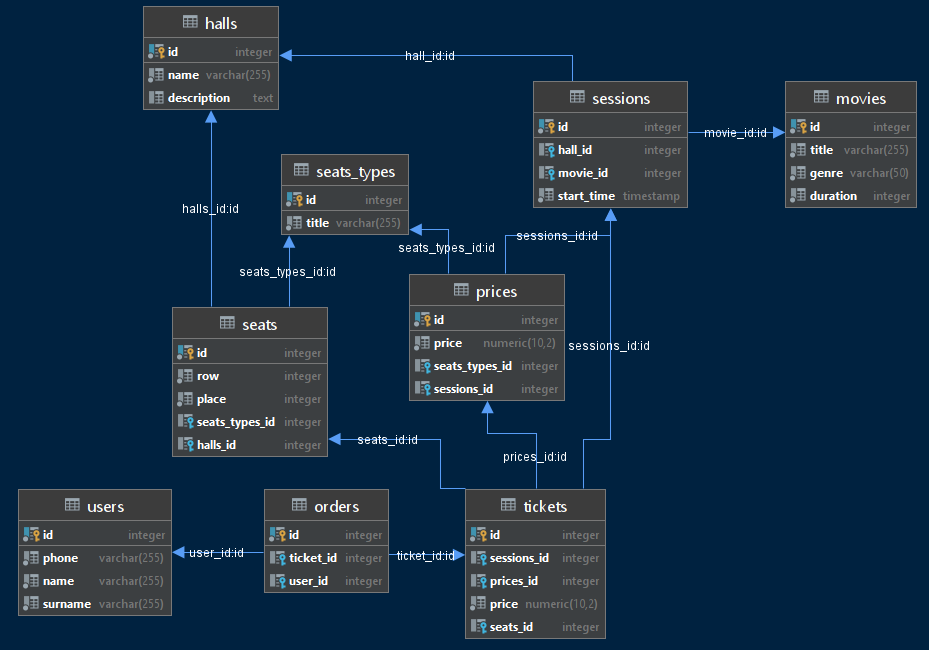 halls
id integer
name varchar(255)
description text
hall_id:id
sessions
id integer
hall_id integer
movie_id integer
start_time timestamp
movie_id:id
movies
id integer
title varchar(255)
genre varchar(50)
duration integer
seats_types
id integer
title varchar(255)
halls_id:id
seats_types_id:id
seats_types_id:id
sessions_id:id
prices
id integer
price numeric(10,2)
seats_types_id integer
sessions_id integer
sessions_id:id
seats
id integer
row integer
place integer
seats_types_id integer
halls_id integer
seats_id:id
prices_id:id
users
id integer
phone varchar(255)
name varchar(255)
surname varchar(255)
user_id:id
orders
id integer
ticket_id integer
user_id integer
ticket_id:id
tickets
id integer
sessions_id integer
prices_id integer
price numeric(10,2)
seats_id integer